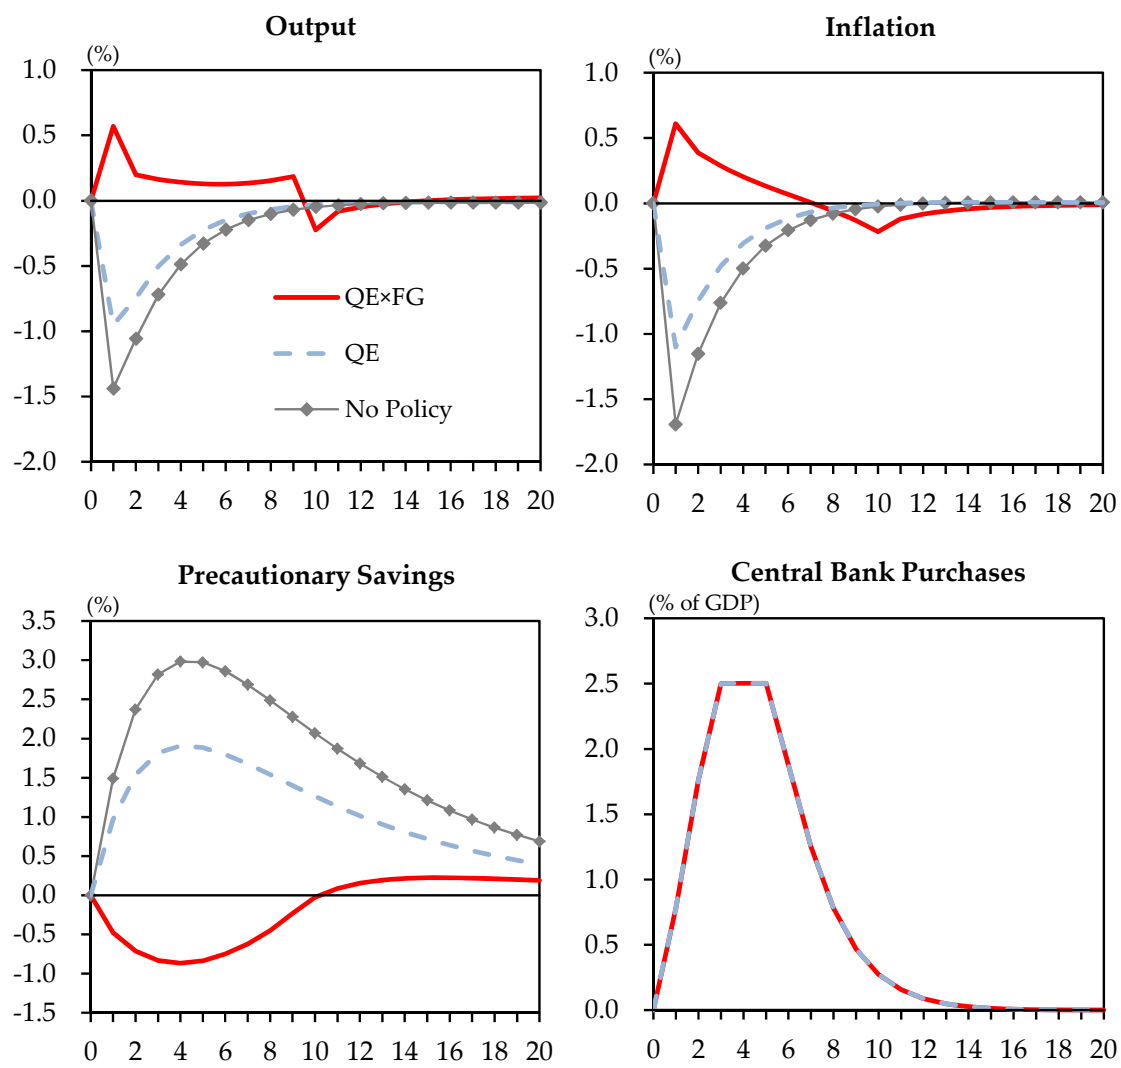 Output
(%)
1.0
0.5
0.0
-0.5
-1.0
-1.5
-2.0
QE×FG
QE
No Policy
0 2 4 6 8 10 12 14 16 18 20
Inflation
(%)
1.0
0.5
0.0
-0.5
-1.0
-1.5
-2.0
0 2 4 6 8 10 12 14 16 18 20
Precautionary Savings
(%)
3.5
3.0
2.5
2.0
1.5
1.0
0.5
0.0
-0.5
-1.0
-1.5
0 2 4 6 8 10 12 14 16 18 20
Central Bank Purchases
(% of GDP)
3.0
2.5
2.0
1.5
1.0
0.5
0.0
0 2 4 6 8 10 12 14 16 18 20